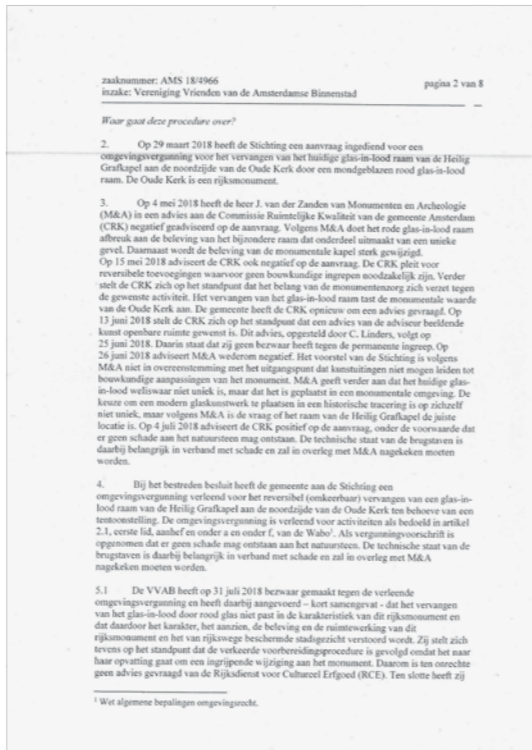 zaaknummer: AMS 18/4966
pagina 2 van 8
inzake: Vereniging Vrienden van de Amsterdamse Binnenstad
Waar gaat deze procedure over?
2. Op 29 maart 2018 heeft de Stichting een aanvraag ingediend voor een
omgevingsvergunning voor het vervangen van het huidige glas-in-lood raam van de Heilig
Grafkapel aan de noordzijde van de Oude Kerk door een mondgeblazen rood glas-in-lood
raam. De Oude Kerk is een rijksmonument.
3. Op 4 mei 2018 heeft de heer J. van der Zanden van Monumenten en Archeologie
(M&A) in een advies aan de Commissie Ruimtelijke Kwaliteit van de gemeente Amsterdam
(CRK) negatief geadviseerd op de aanvraag. Volgens M&A doet het rode glas-in-lood raam
afbreuk aan de beleving van het bijzondere raam dat onderdeel uitmaakt van een unieke
gevel. Daarnaast wordt de beleving van de monumentale kapel sterk gewijzigd.
Op 15 mei 2018 adviseert de CRK ook negatief op de aanvraag. De CRK pleit voor
reversibele toevoegingen waarvoor geen bouwkundige ingrepen noodzakelijk zijn. Verder
stelt de CRK zich op het standpunt dat het belang van de monumentenzorg zich verzet tegen
de gewenste activiteit. Het vervangen van het glas-in-lood raam tast de monumentale waarde
van de Oude Kerk aan. De gemeente heeft de CRK opnieuw om een advies gevraagd. Op
13 juni 2018 stelt de CRK zich op het standpunt dat een advies van de adviseur beeldende
kunst openbare ruimte gewenst is. Dit advies, opgesteld door C. Linders, volgt op
25 juni 2018. Daarin staat dat zij geen bezwaar heeft tegen de permanente ingreep. Op
26 juni 2018 adviseert M&A wederom negatief. Het voorstel van de Stichting is volgens
M&A niet in overeenstemming met het uitgangspunt dat kunstuitingen niet mogen leiden tot
bouwkundige aanpassingen van het monument. M&A geeft verder aan dat het huidige glas-
in-lood weliswaar niet uniek is, maar dat het is geplaatst in een monumentale omgeving. De
keuze om een modern glaskunstwerk te plaatsen in een historische tracering is op zichzelf
niet uniek, maar volgens M&A is de vraag of het raam van de Heilig Grafkapel de juiste
locatie is. Op 4 juli 2018 adviseert de CRK positief op de aanvraag, onder de voorwaarde dat
er geen schade aan het natuursteen mag ontstaan. De technische staat van de brugstaven is
daarbij belangrijk in verband met schade en zal in overleg met M&A nagekeken moeten
worden.
4. Bij het bestreden besluit heeft de gemeente aan de Stichting een
omgevingsvergunning verleend voor het reversibel (omkeerbaar) vervangen van een glas-in-
lood raam van de Heilig Grafkapel aan de noordzijde van de Oude Kerk ten behoeve van een
tentoonstelling. De omgevingsvergunning is verleend voor activiteiten als bedoeld in artikel
2.1, eerste lid, aanhef en onder a en onder f, van de Wabo¹. Als vergunningvoorschrift is
opgenomen dat er geen schade mag ontstaan aan het natuursteen. De technische staat van de
brugstaven is daarbij belangrijk in verband met schade en zal in overleg met M&A
nagekeken moeten worden.
5.1 De VVAB heeft op 31 juli 2018 bezwaar gemaakt tegen de verleende
omgevingsvergunning en heeft daarbij aangevoerd – kort samengevat - dat het vervangen
van het glas-in-lood door rood glas niet past in de karakteristiek van dit rijksmonument en
dat daardoor het karakter, het aanzien, de beleving en de ruimtewerking van dit
rijksmonument en het van rijkswege beschermde stadsgezicht verstoord wordt. Zij stelt zich
tevens op het standpunt dat de verkeerde voorbereidingsprocedure is gevolgd omdat het naar
haar opvatting gaat om een ingrijpende wijziging aan het monument. Daarom is ten onrechte
geen advies gevraagd van de Rijksdienst voor Cultureel Erfgoed (RCE). Ten slotte heeft zij
¹ Wet algemene bepalingen omgevingsrecht.